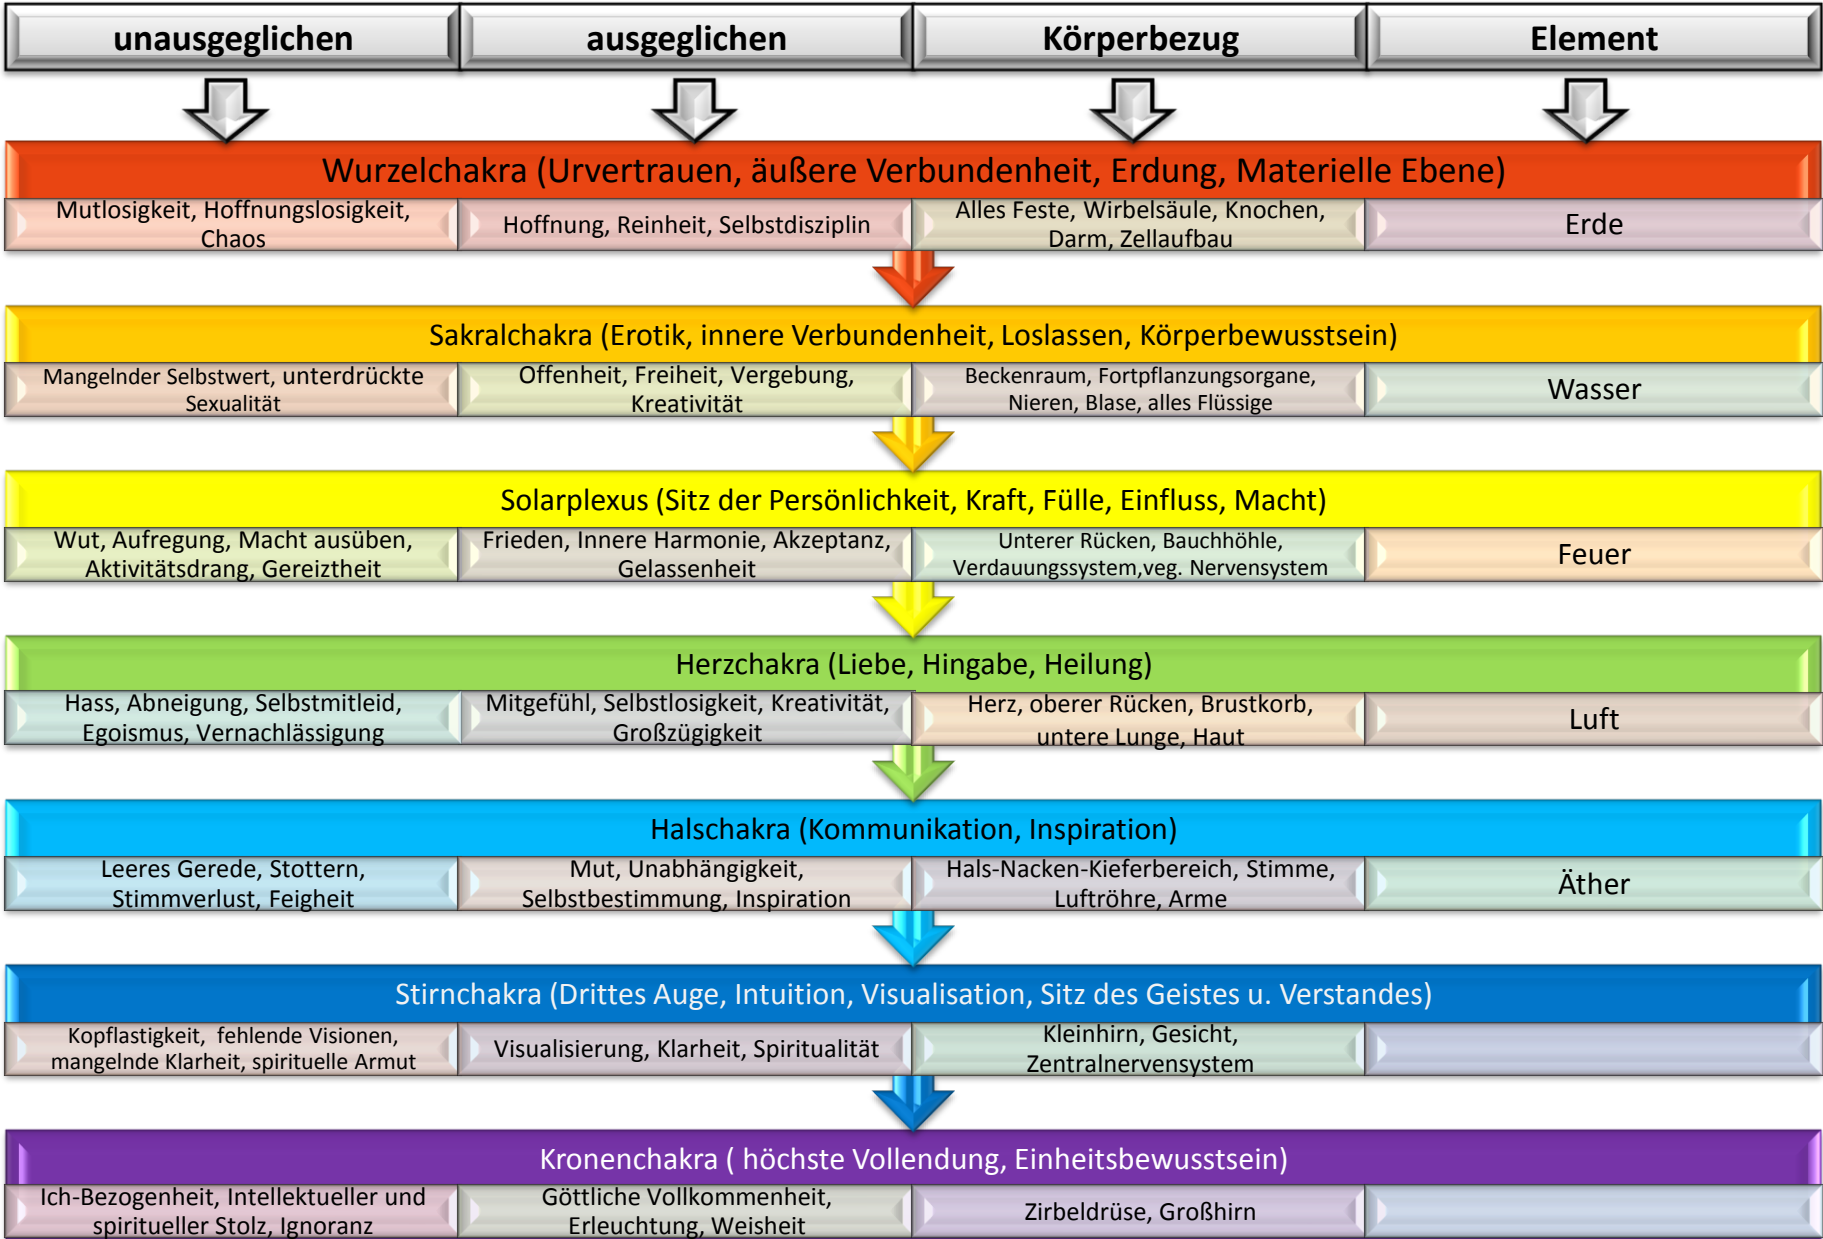 unausgeglichen
ausgeglichen
Körperbezug
Element
Wurzelchakra (Urvertrauen, äußere Verbundenheit, Erdung, Materielle Ebene)
Mutlosigkeit, Hoffnungslosigkeit,
Chaos
Hoffnung, Reinheit, Selbstdisziplin
Alles Feste, Wirbelsäule, Knochen,
Darm, Zellaufbau
Erde
Sakralchakra (Erotik, innere Verbundenheit, Loslassen, Körperbewusstsein)
Mangelnder Selbstwert, unterdrückte
Sexualität
Offenheit, Freiheit, Vergebung,
Kreativität
Beckenraum, Fortpflanzungsorgane,
Nieren, Blase, alles Flüssige
Wasser
Solarplexus (Sitz der Persönlichkeit, Kraft, Fülle, Einfluss, Macht)
Wut, Aufregung, Macht ausüben,
Aktivitätsdrang, Gereiztheit
Frieden, Innere Harmonie, Akzeptanz,
Gelassenheit
Unterer Rücken, Bauchhöhle,
Verdauungssystem,veg. Nervensystem
Feuer
Herzchakra (Liebe, Hingabe, Heilung)
Hass, Abneigung, Selbstmitleid,
Egoismus, Vernachlässigung
Mitgefühl, Selbstlosigkeit, Kreativität,
Großzügigkeit
Herz, oberer Rücken, Brustkorb,
untere Lunge, Haut
Luft
Halschakra (Kommunikation, Inspiration)
Leeres Gerede, Stottern,
Stimmverlust, Feigheit
Mut, Unabhängigkeit,
Selbstbestimmung, Inspiration
Hals-Nacken-Kieferbereich, Stimme,
Luftröhre, Arme
Äther
Stirnchakra (Drittes Auge, Intuition, Visualisation, Sitz des Geistes u. Verstandes)
Kopflastigkeit, fehlende Visionen,
mangelnde Klarheit, spirituelle Armut
Visualisierung, Klarheit, Spiritualität
Kleinhirn, Gesicht,
Zentralnervensystem
Kronenchakra ( höchste Vollendung, Einheitsbewusstsein)
Ich-Bezogenheit, Intellektueller und
spiritueller Stolz, Ignoranz
Göttliche Vollkommenheit,
Erleuchtung, Weisheit
Zirbeldrüse, Großhirn